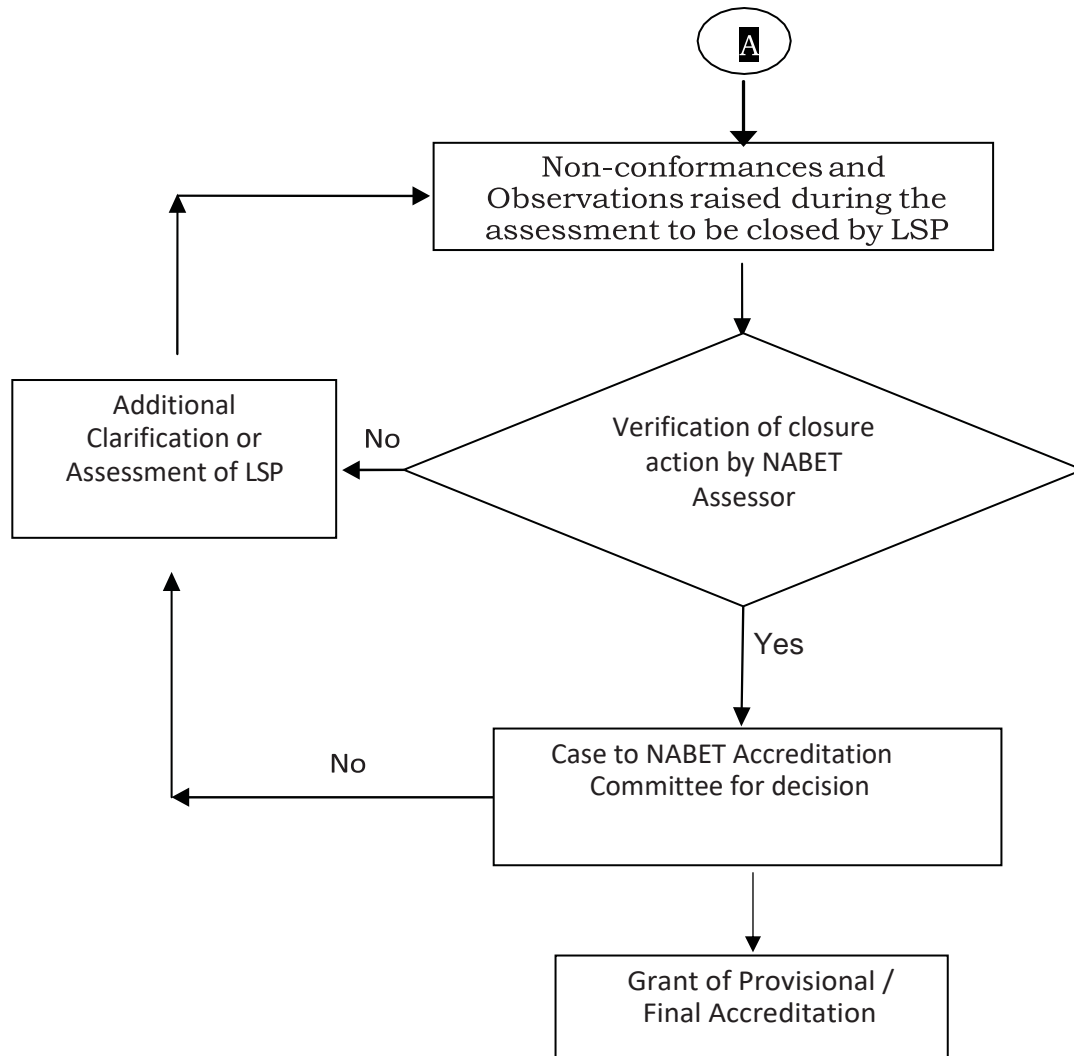 A
Non-conformances and
Observations raised during the
assessment to be closed by LSP
Additional
Clarification or
Assessment of LSP
No
Verification of closure
action by NABET
Assessor
Yes
Case to NABET Accreditation
Committee for decision
No
Grant of Provisional /
Final Accreditation